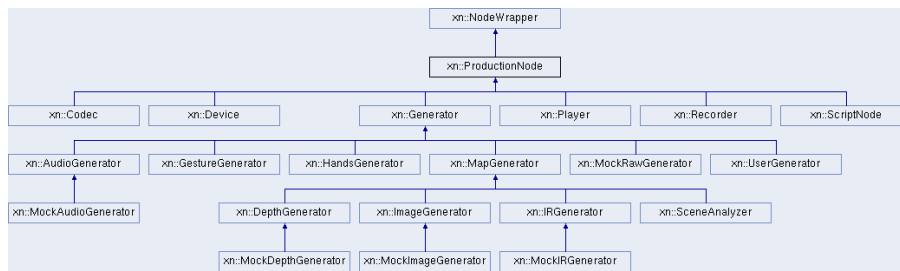 xn::NodeWrapper
xn::ProductionNode
xn::Codec xn::Device xn::Generator xn::Player xn::Recorder xn::ScriptNode
xn::AudioGenerator xn::GestureGenerator xn::HandsGenerator xn::MapGenerator xn::MockRawGenerator xn::UserGenerator
xn::MockAudioGenerator xn::DepthGenerator xn::ImageGenerator xn::IRGenerator xn::SceneAnalyzer
xn::MockDepthGenerator xn::MockImageGenerator xn::MockIRGenerator